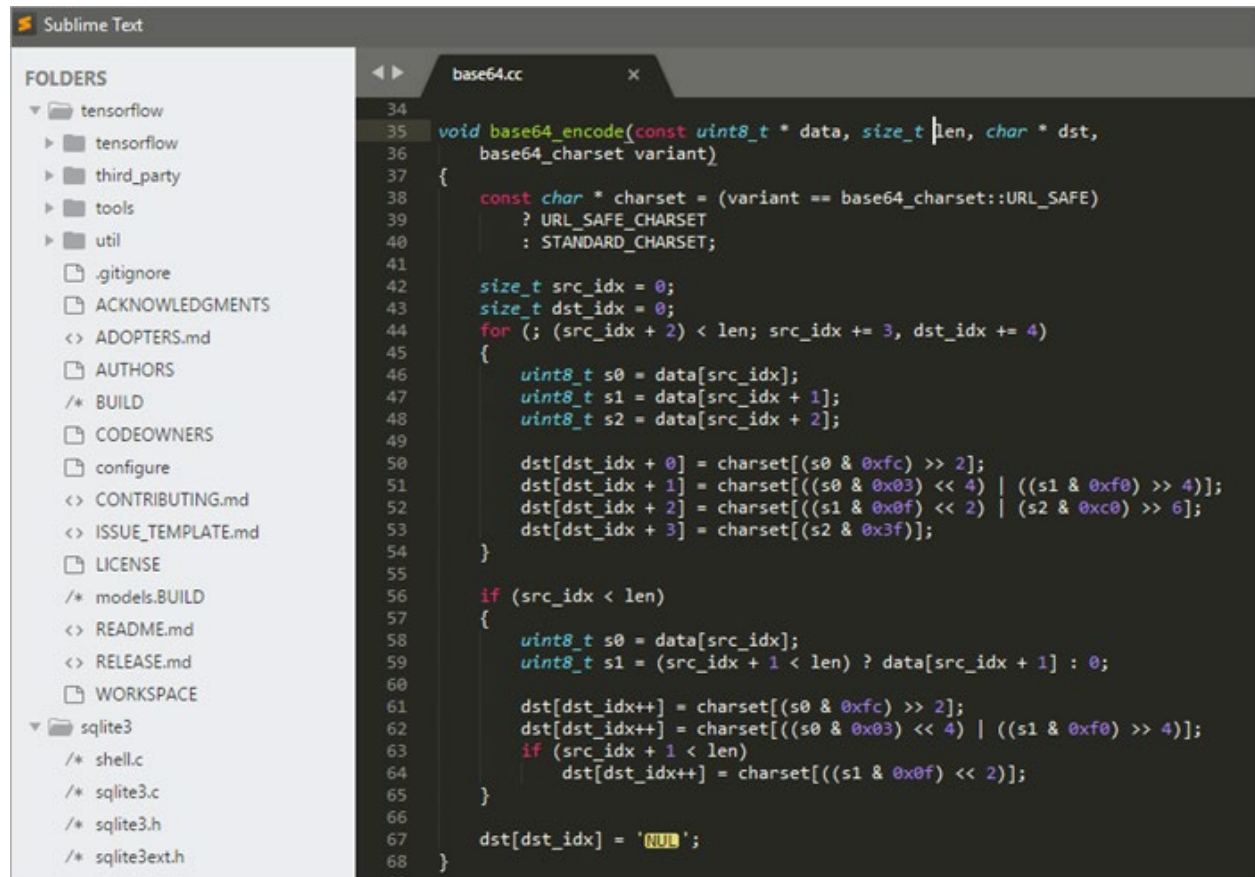 Sublime Text
FOLDERS
tensorflow
tensorflow
third_party
tools
util
.gitignore
ACKNOWLEDGMENTS
<> ADOPTERS.md
AUTHORS
/* BUILD
CODEOWNERS
configure
<> CONTRIBUTING.md
<> ISSUE_TEMPLATE.md
LICENSE
/* models.BUILD
<> README.md
<> RELEASE.md
WORKSPACE
sqlite3
/* shell.c
/* sqlite3.c
/* sqlite3.h
/* sqlite3ext.h
base64.cc ×
34
35 void base64_encode(const uint8_t * data, size_t len, char * dst,
36     base64_charset variant)
37 {
38     const char * charset = (variant == base64_charset::URL_SAFE)
39         ? URL_SAFE_CHARSET
40         : STANDARD_CHARSET;
41
42     size_t src_idx = 0;
43     size_t dst_idx = 0;
44     for (; (src_idx + 2) < len; src_idx += 3, dst_idx += 4)
45     {
46         uint8_t s0 = data[src_idx];
47         uint8_t s1 = data[src_idx + 1];
48         uint8_t s2 = data[src_idx + 2];
49
50         dst[dst_idx + 0] = charset[(s0 & 0xfc) >> 2];
51         dst[dst_idx + 1] = charset[((s0 & 0x03) << 4) | ((s1 & 0xf0) >> 4)];
52         dst[dst_idx + 2] = charset[((s1 & 0x0f) << 2) | (s2 & 0xc0) >> 6];
53         dst[dst_idx + 3] = charset[(s2 & 0x3f)];
54     }
55
56     if (src_idx < len)
57     {
58         uint8_t s0 = data[src_idx];
59         uint8_t s1 = (src_idx + 1 < len) ? data[src_idx + 1] : 0;
60
61         dst[dst_idx++] = charset[(s0 & 0xfc) >> 2];
62         dst[dst_idx++] = charset[((s0 & 0x03) << 4) | ((s1 & 0xf0) >> 4)];
63         if (src_idx + 1 < len)
64             dst[dst_idx++] = charset[((s1 & 0x0f) << 2)];
65     }
66
67     dst[dst_idx] = 'NUL';
68 }